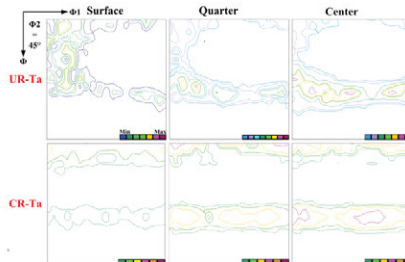 Φ1 Surface Quarter Center
Φ2
=
45°
Φ
UR-Ta
Min Max
CR-Ta